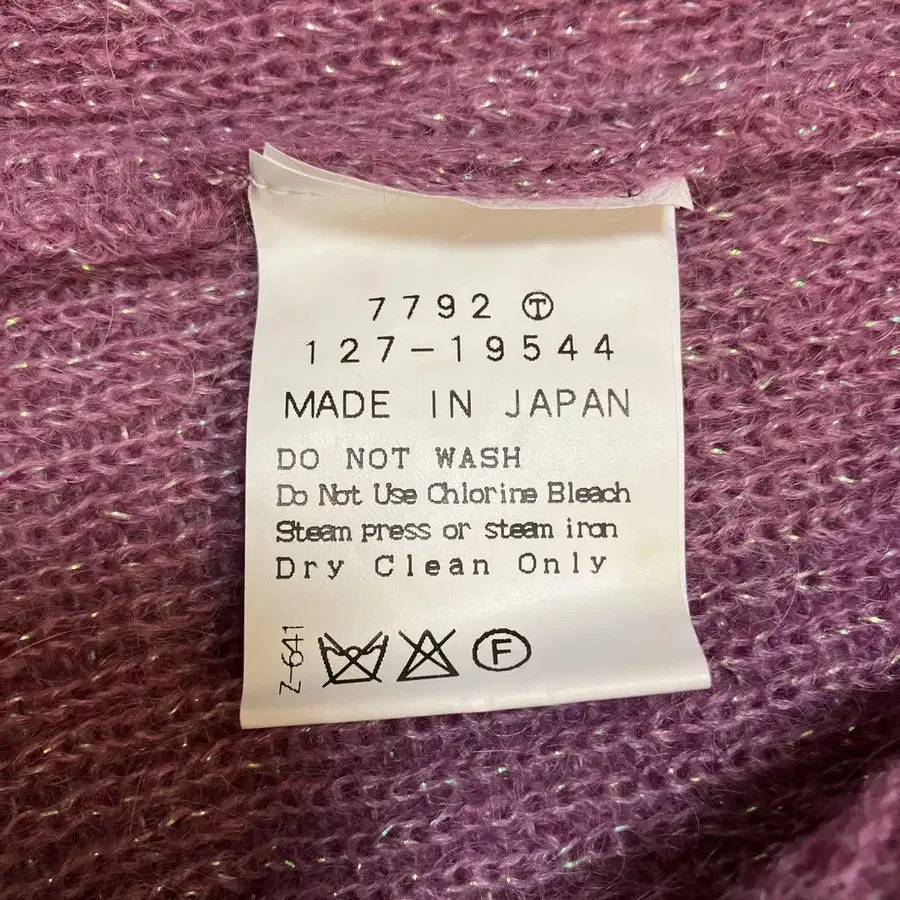 7792 Ⓣ
127-19544
MADE IN JAPAN
DO NOT WASH
Do Not Use Chlorine Bleach
Steam press or steam iron
Dry Clean Only
Z-641
Ⓕ